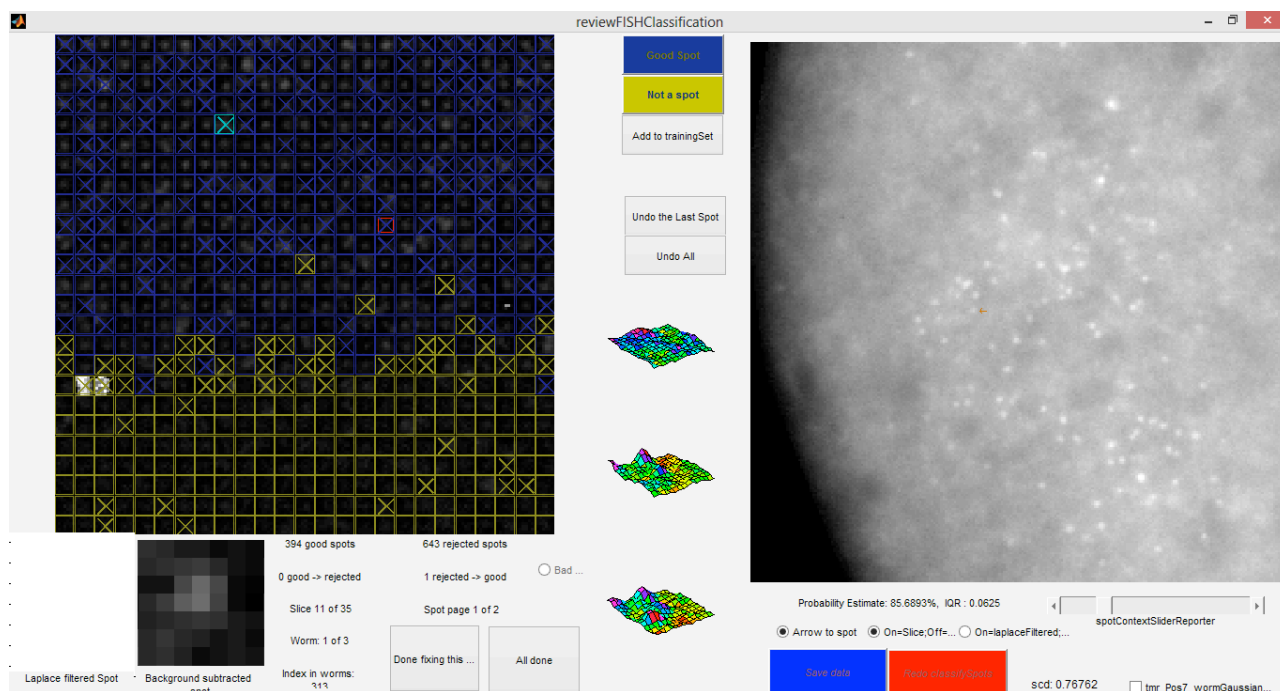 reviewFISHClassification
Good Spot
Not a spot
Add to trainingSet
Undo the Last Spot
Undo All
394 good spots
643 rejected spots
0 good -> rejected
1 rejected -> good
Bad ...
Slice 11 of 35
Spot page 1 of 2
Worm: 1 of 3
Index in worms:
313
Done fixing this ...
All done
Laplace filtered Spot
Background subtracted
spot
Probability Estimate: 85.6893%, IQR : 0.0625
spotContextSliderReporter
Arrow to spot
On=Slice;Off=...
On=laplaceFiltered;...
Save data
Redo classifySpots
scd: 0.76762
tmr_Pos7_wormGaussian...